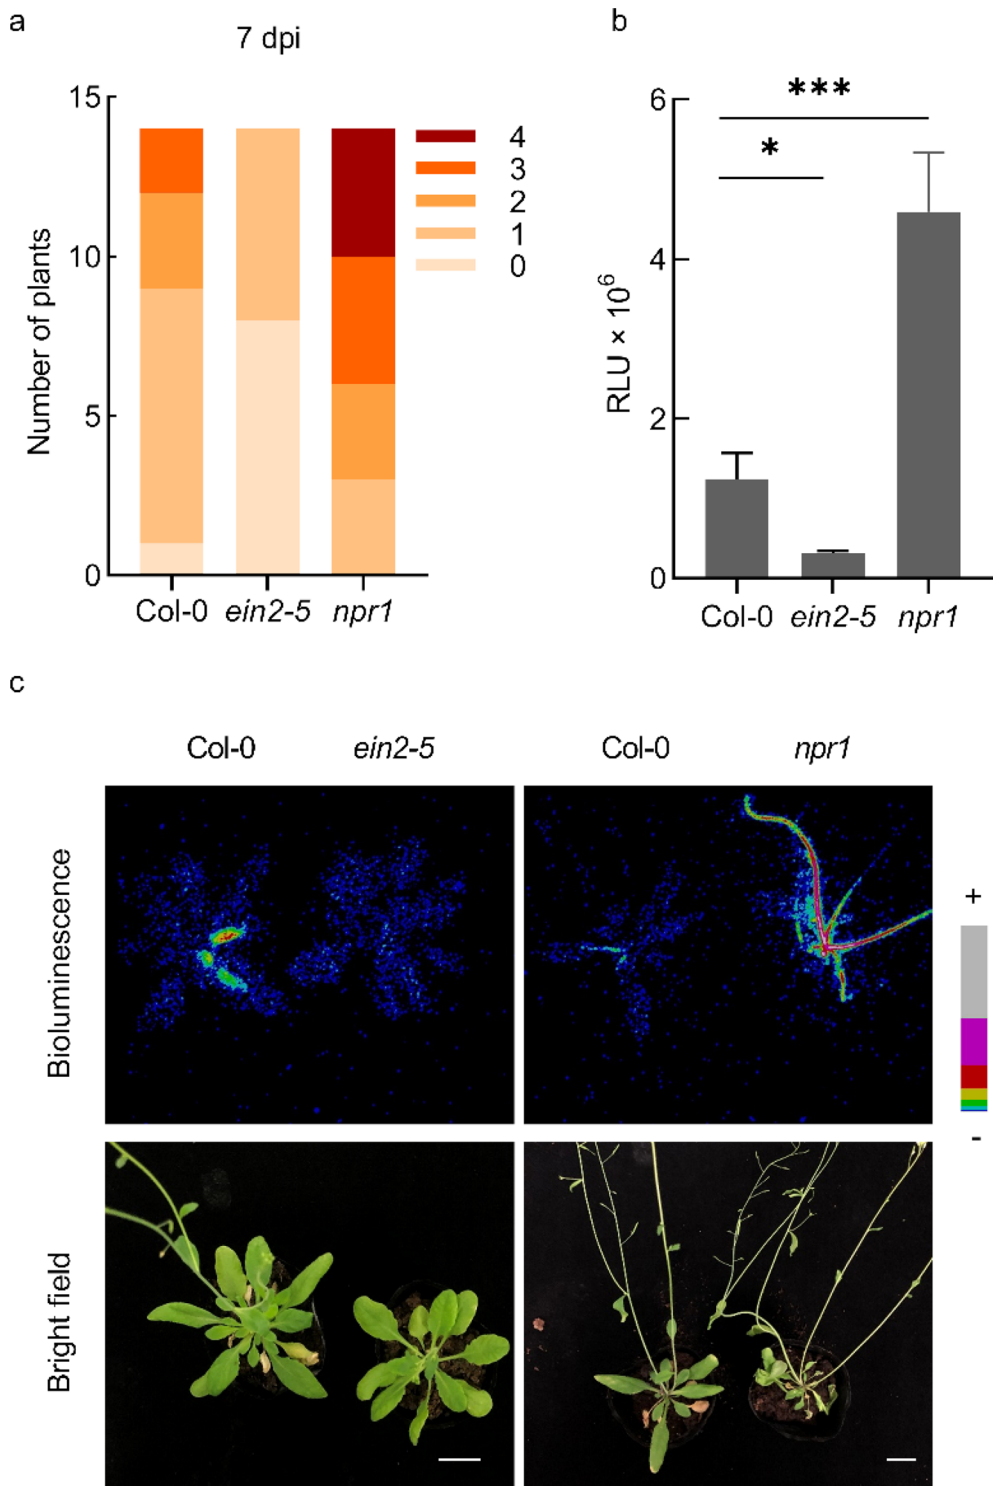 a
7 dpi
15
10
5
0
Number of plants
Col-0 ein2-5 npr1
4
3
2
1
0
b
***
*
6
4
2
0
RLU × 10⁶
Col-0 ein2-5 npr1
c
Col-0 ein2-5 Col-0 npr1
Bioluminescence
+
-
Bright field